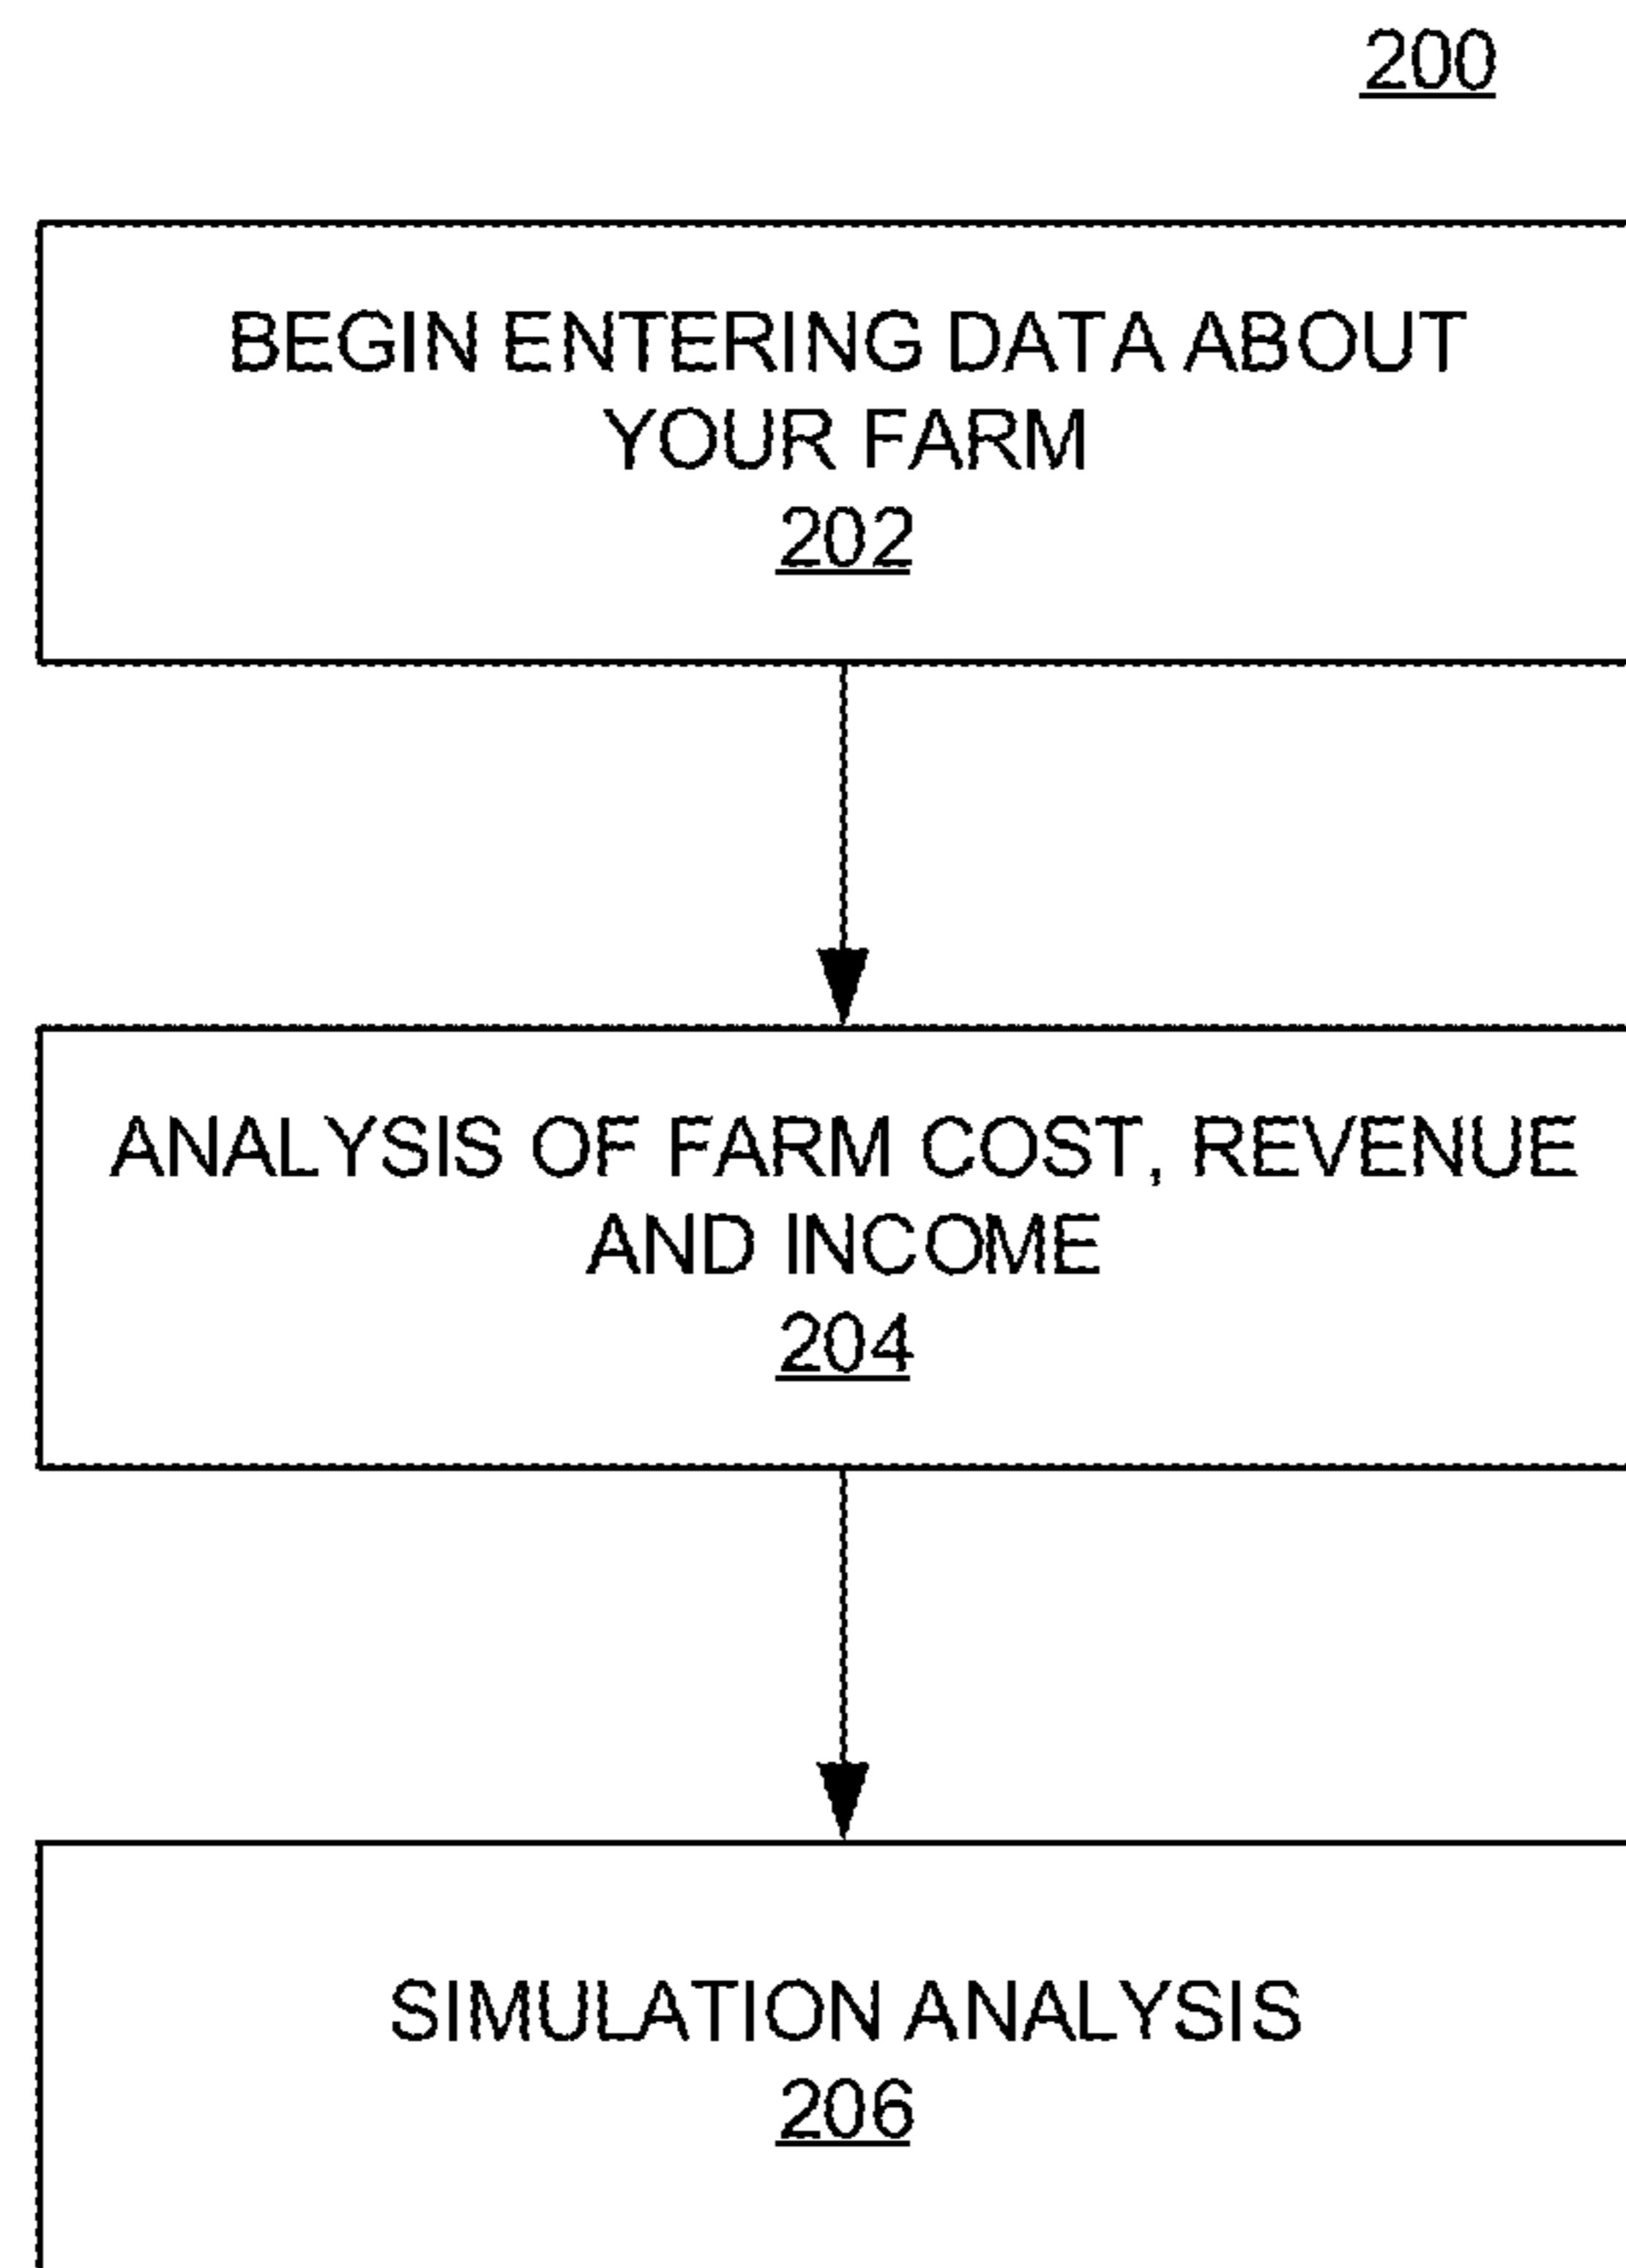 200
BEGIN ENTERING DATA ABOUT
YOUR FARM
202
ANALYSIS OF FARM COST, REVENUE
AND INCOME
204
SIMULATION ANALYSIS
206